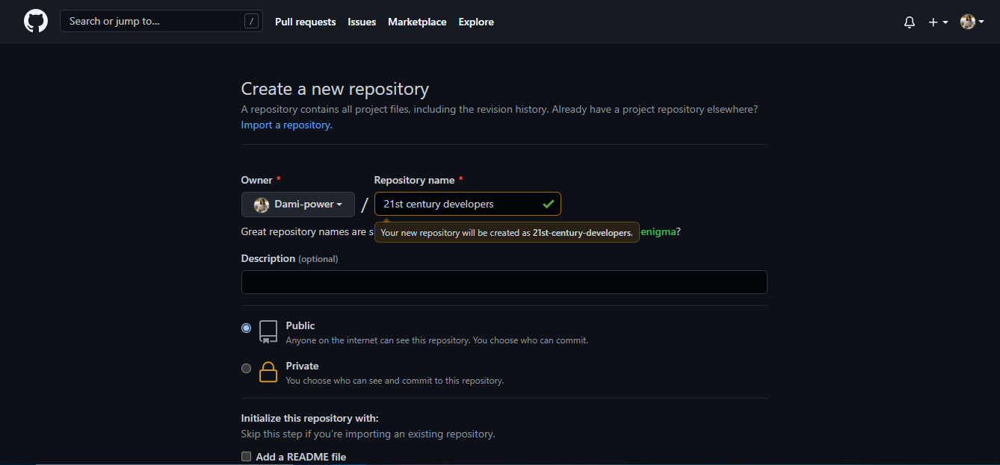 Search or jump to... / Pull requests Issues Marketplace Explore
Create a new repository
A repository contains all project files, including the revision history. Already have a project repository elsewhere?
Import a repository.
Owner * Repository name *
Dami-power / 21st century developers
Great repository names are s enigma?
Your new repository will be created as 21st-century-developers.
Description (optional)
Public
Anyone on the internet can see this repository. You choose who can commit.
Private
You choose who can see and commit to this repository.
Initialize this repository with:
Skip this step if you're importing an existing repository.
Add a README file